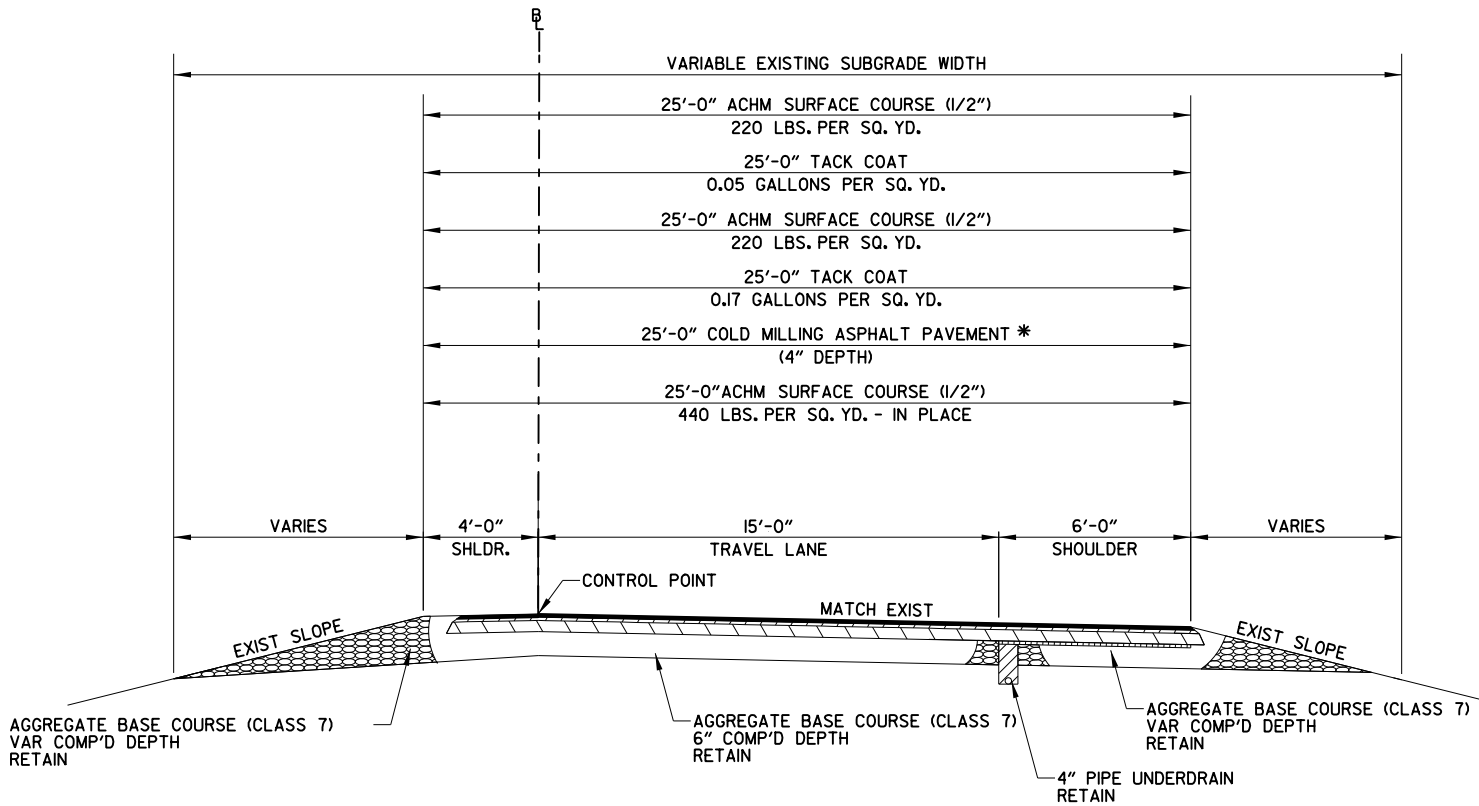 ℄
VARIABLE EXISTING SUBGRADE WIDTH
25'-0" ACHM SURFACE COURSE (1/2")
220 LBS. PER SQ. YD.
25'-0" TACK COAT
0.05 GALLONS PER SQ. YD.
25'-0" ACHM SURFACE COURSE (1/2")
220 LBS. PER SQ. YD.
25'-0" TACK COAT
0.17 GALLONS PER SQ. YD.
25'-0" COLD MILLING ASPHALT PAVEMENT *
(4" DEPTH)
25'-0"ACHM SURFACE COURSE (1/2")
440 LBS. PER SQ. YD. - IN PLACE
VARIES
4'-0"
SHLDR.
15'-0"
TRAVEL LANE
6'-0"
SHOULDER
VARIES
CONTROL POINT
MATCH EXIST
EXIST SLOPE
EXIST SLOPE
AGGREGATE BASE COURSE (CLASS 7)
VAR COMP'D DEPTH
RETAIN
AGGREGATE BASE COURSE (CLASS 7)
6" COMP'D DEPTH
RETAIN
AGGREGATE BASE COURSE (CLASS 7)
VAR COMP'D DEPTH
RETAIN
4" PIPE UNDERDRAIN
RETAIN